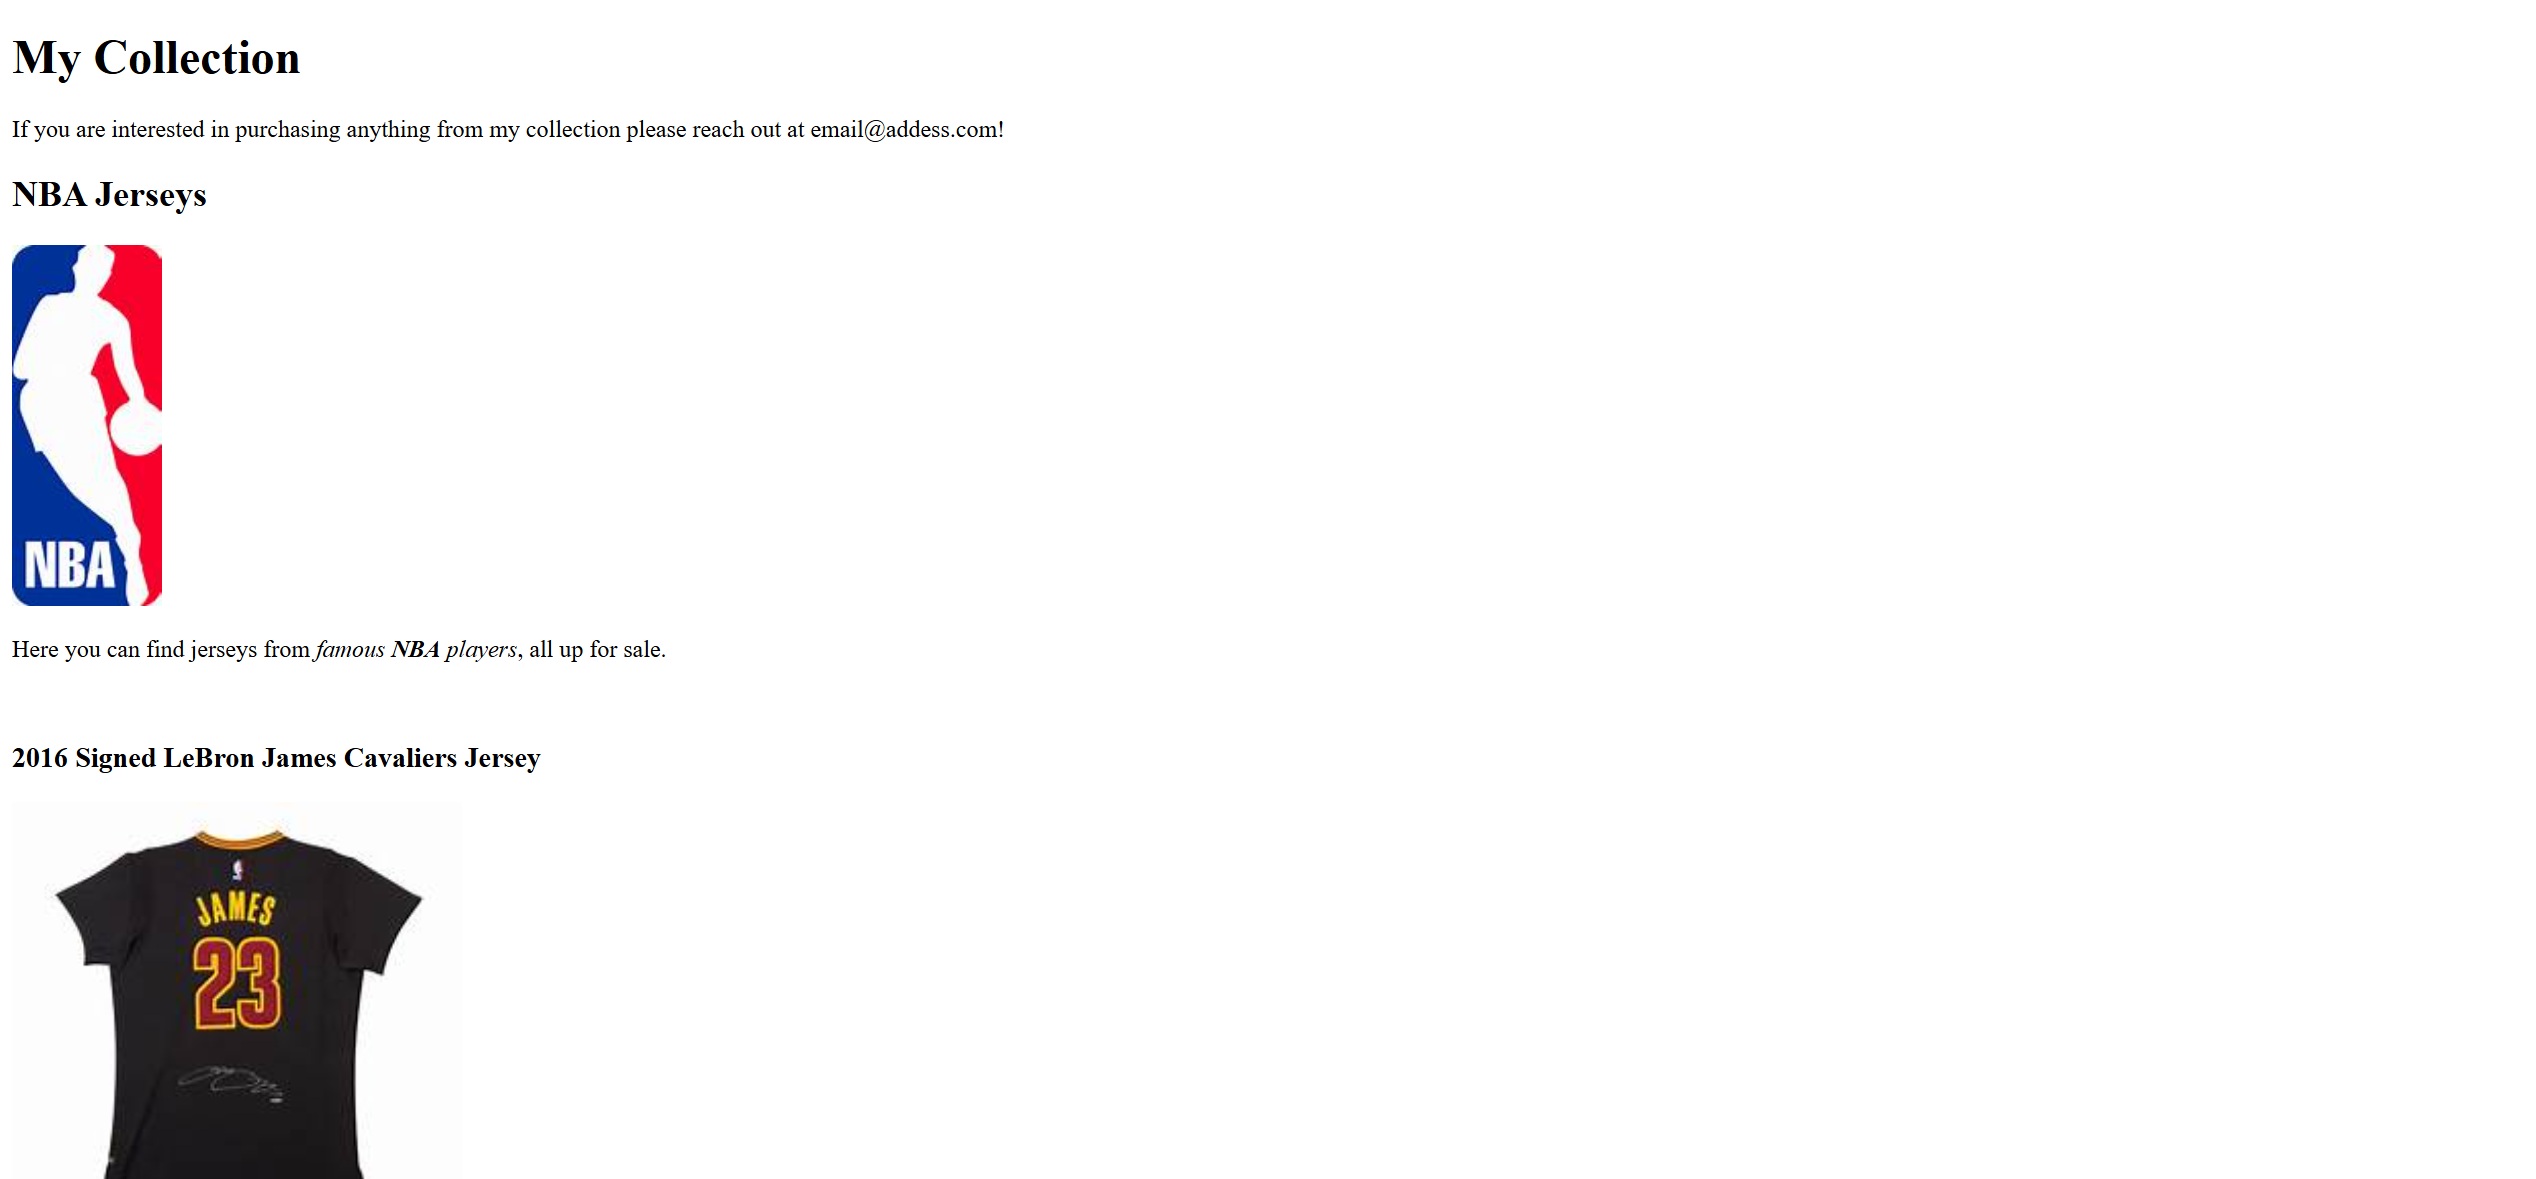 My Collection
If you are interested in purchasing anything from my collection please reach out at email@addess.com!
NBA Jerseys
NBA
Here you can find jerseys from famous NBA players, all up for sale.
2016 Signed LeBron James Cavaliers Jersey
JAMES
23